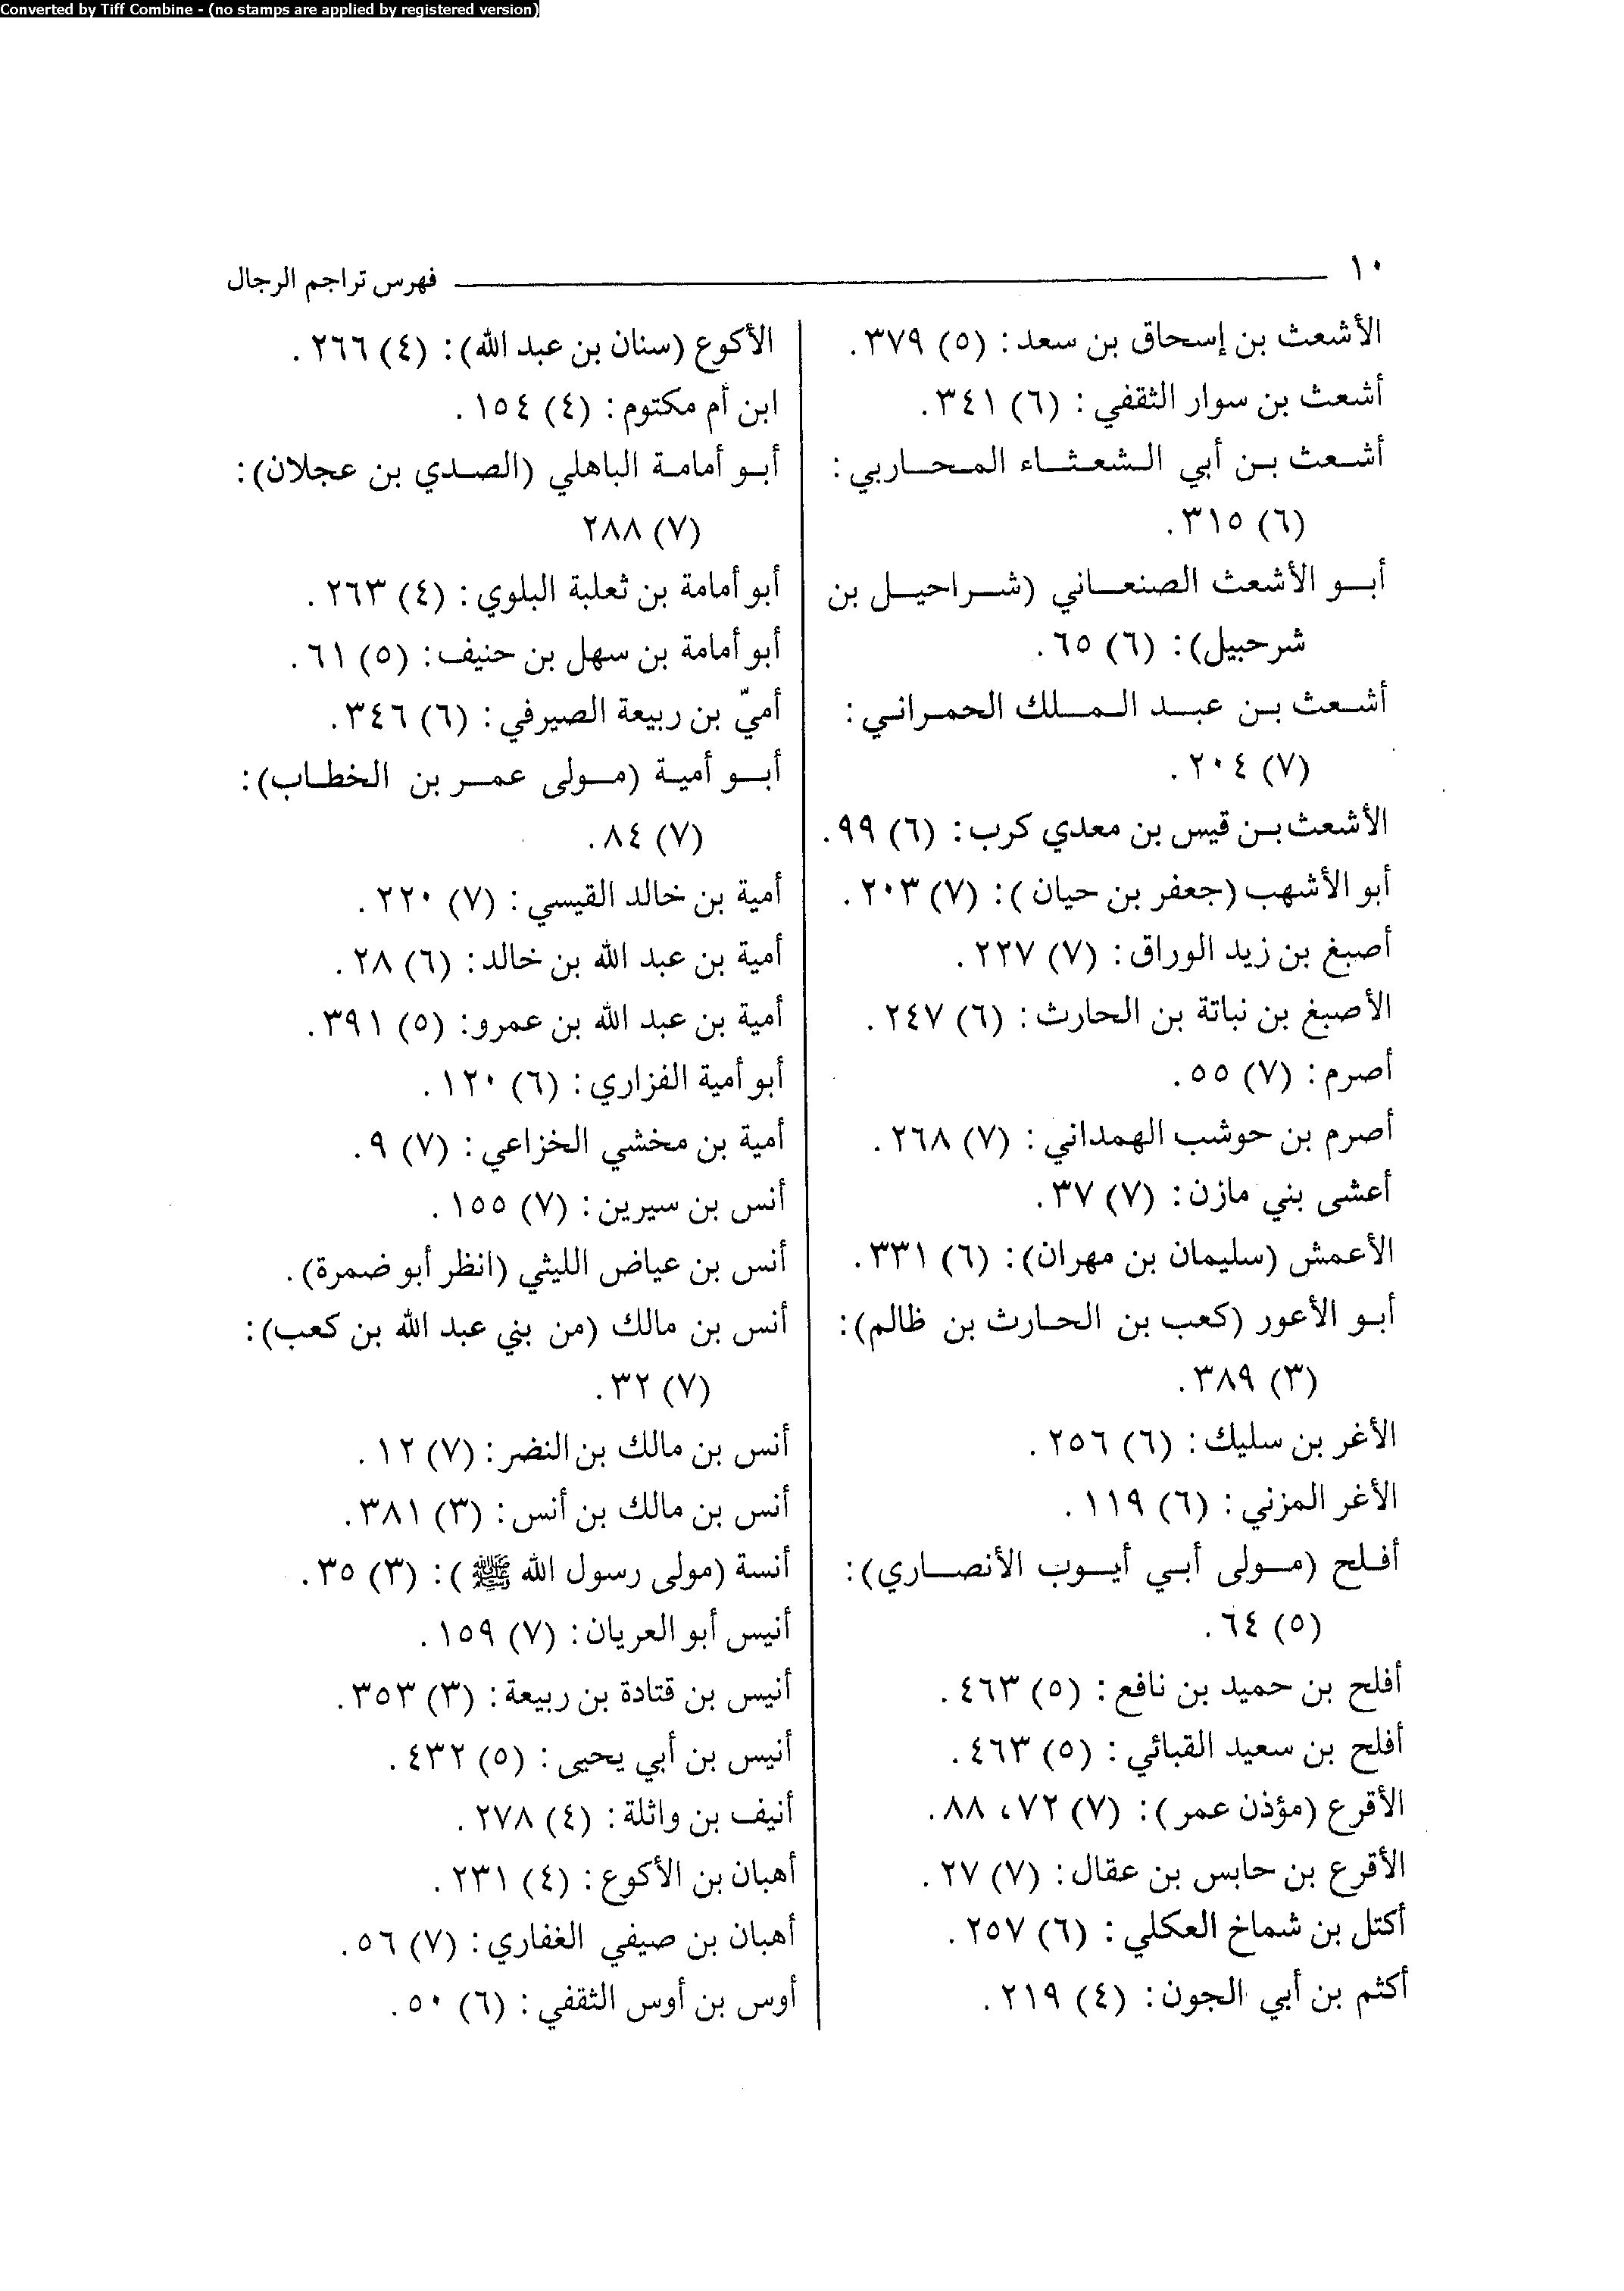 Converted by Tiff Combine - (no stamps are applied by registered version)
١٠
فهرس تراجم الرجال
الأشعث بن إسحاق بن سعد: (٥) ٣٧٩.
أشعث بن سوار الثقفي: (٦) ٣٤١.
أشعث بن أبي الشعثاء المحاربي:
(٦) ٣١٥.
أبو الأشعث الصنعاني (شراحيل بن
شرحبيل): (٦) ٦٥.
أشعث بن عبد الملك الحمراني:
(٧) ٢٠٤.
الأشعث بن قيس بن معدي كرب: (٦) ٩٩.
أبو الأشهب (جعفر بن حيان): (٧) ٢٠٣.
أصبغ بن زيد الوراق: (٧) ٢٢٧.
الأصبغ بن نباتة بن الحارث: (٦) ٢٤٧.
أصرم: (٧) ٥٥.
أصرم بن حوشب الهمداني: (٧) ٢٦٨.
أعشى بني مازن: (٧) ٣٧.
الأعمش (سليمان بن مهران): (٦) ٣٣١.
أبو الأعور (كعب بن الحارث بن ظالم):
(٣) ٣٨٩.
الأغر بن سليك: (٦) ٢٥٦.
الأغر المزني: (٦) ١١٩.
أفلح (مولى أبي أيوب الأنصاري):
(٥) ٦٤.
أفلح بن حميد بن نافع: (٥) ٤٦٣.
أفلح بن سعيد القبائي: (٥) ٤٦٣.
الأقرع (مؤذن عمر): (٧) ٧٢، ٨٨.
الأقرع بن حابس بن عقال: (٧) ٢٧.
أكتل بن شماخ العكلي: (٦) ٢٥٧.
أكثم بن أبي الجون: (٤) ٢١٩.
الأكوع (سنان بن عبد الله): (٤) ٢٦٦.
ابن أم مكتوم: (٤) ١٥٤.
أبو أمامة الباهلي (الصدي بن عجلان):
(٧) ٢٨٨
أبو أمامة بن ثعلبة البلوي: (٤) ٢٦٣.
أبو أمامة بن سهل بن حنيف: (٥) ٦١.
أميّ بن ربيعة الصيرفي: (٦) ٣٤٦.
أبو أمية (مولى عمر بن الخطاب):
(٧) ٨٤.
أمية بن خالد القيسي: (٧) ٢٢٠.
أمية بن عبد الله بن خالد: (٦) ٢٨.
أمية بن عبد الله بن عمرو: (٥) ٣٩١.
أبو أمية الفزاري: (٦) ١٢٠.
أمية بن مخشي الخزاعي: (٧) ٩.
أنس بن سيرين: (٧) ١٥٥.
أنس بن عياض الليثي (انظر أبو ضمرة).
أنس بن مالك (من بني عبد الله بن كعب):
(٧) ٣٢.
أنس بن مالك بن النضر: (٧) ١٢.
أنس بن مالك بن أنس: (٣) ٣٨١.
أنسة (مولى رسول الله ﷺ): (٣) ٣٥.
أنيس أبو العريان: (٧) ١٥٩.
أنيس بن قتادة بن ربيعة: (٣) ٣٥٣.
أنيس بن أبي يحيى: (٥) ٤٣٢.
أنيف بن واثلة: (٤) ٢٧٨.
أهبان بن الأكوع: (٤) ٢٣١.
أهبان بن صيفي الغفاري: (٧) ٥٦.
أوس بن أوس الثقفي: (٦) ٥٠.